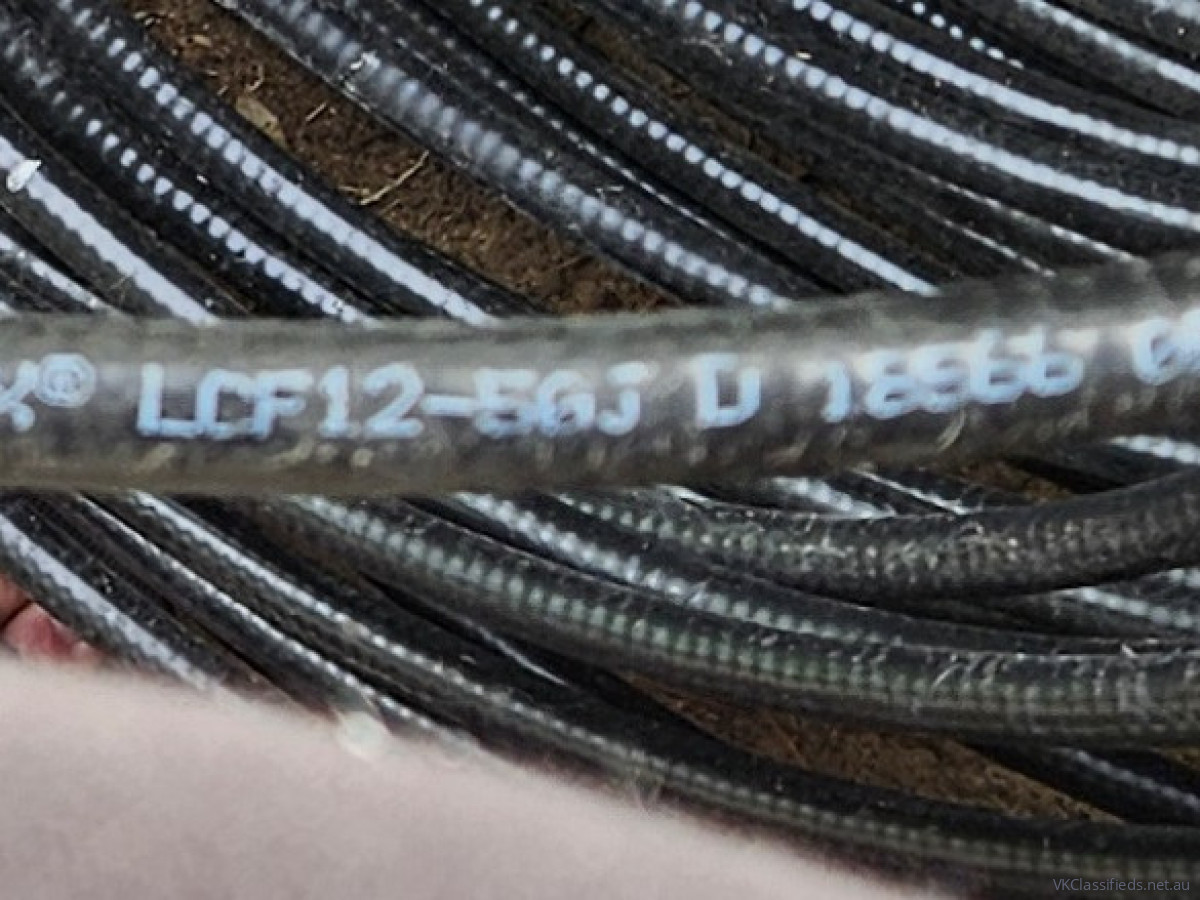 ® LCF12-50J D 18566
VKClassifieds.net.au